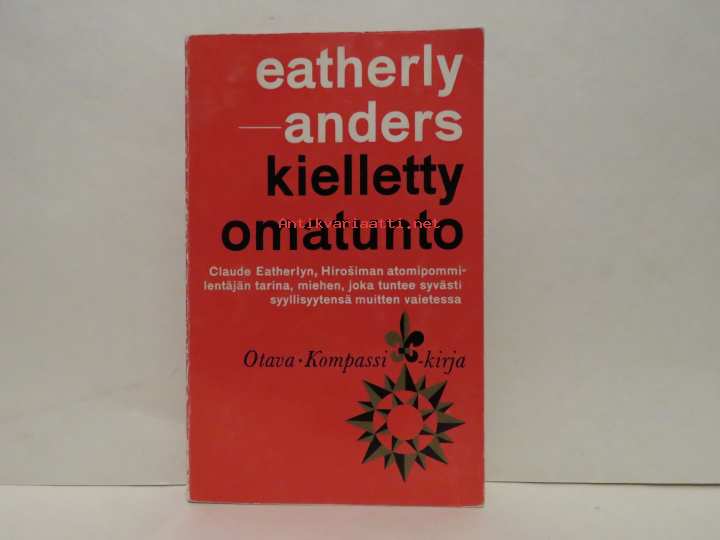 eatherly
—anders
kielletty
omatunto
Antikvariaatti.net
Claude Eatherlyn, Hirošiman atomipommi-
lentäjän tarina, miehen, joka tuntee syvästi
syyllisyytensä muitten vaietessa
Otava · Kompassi -kirja